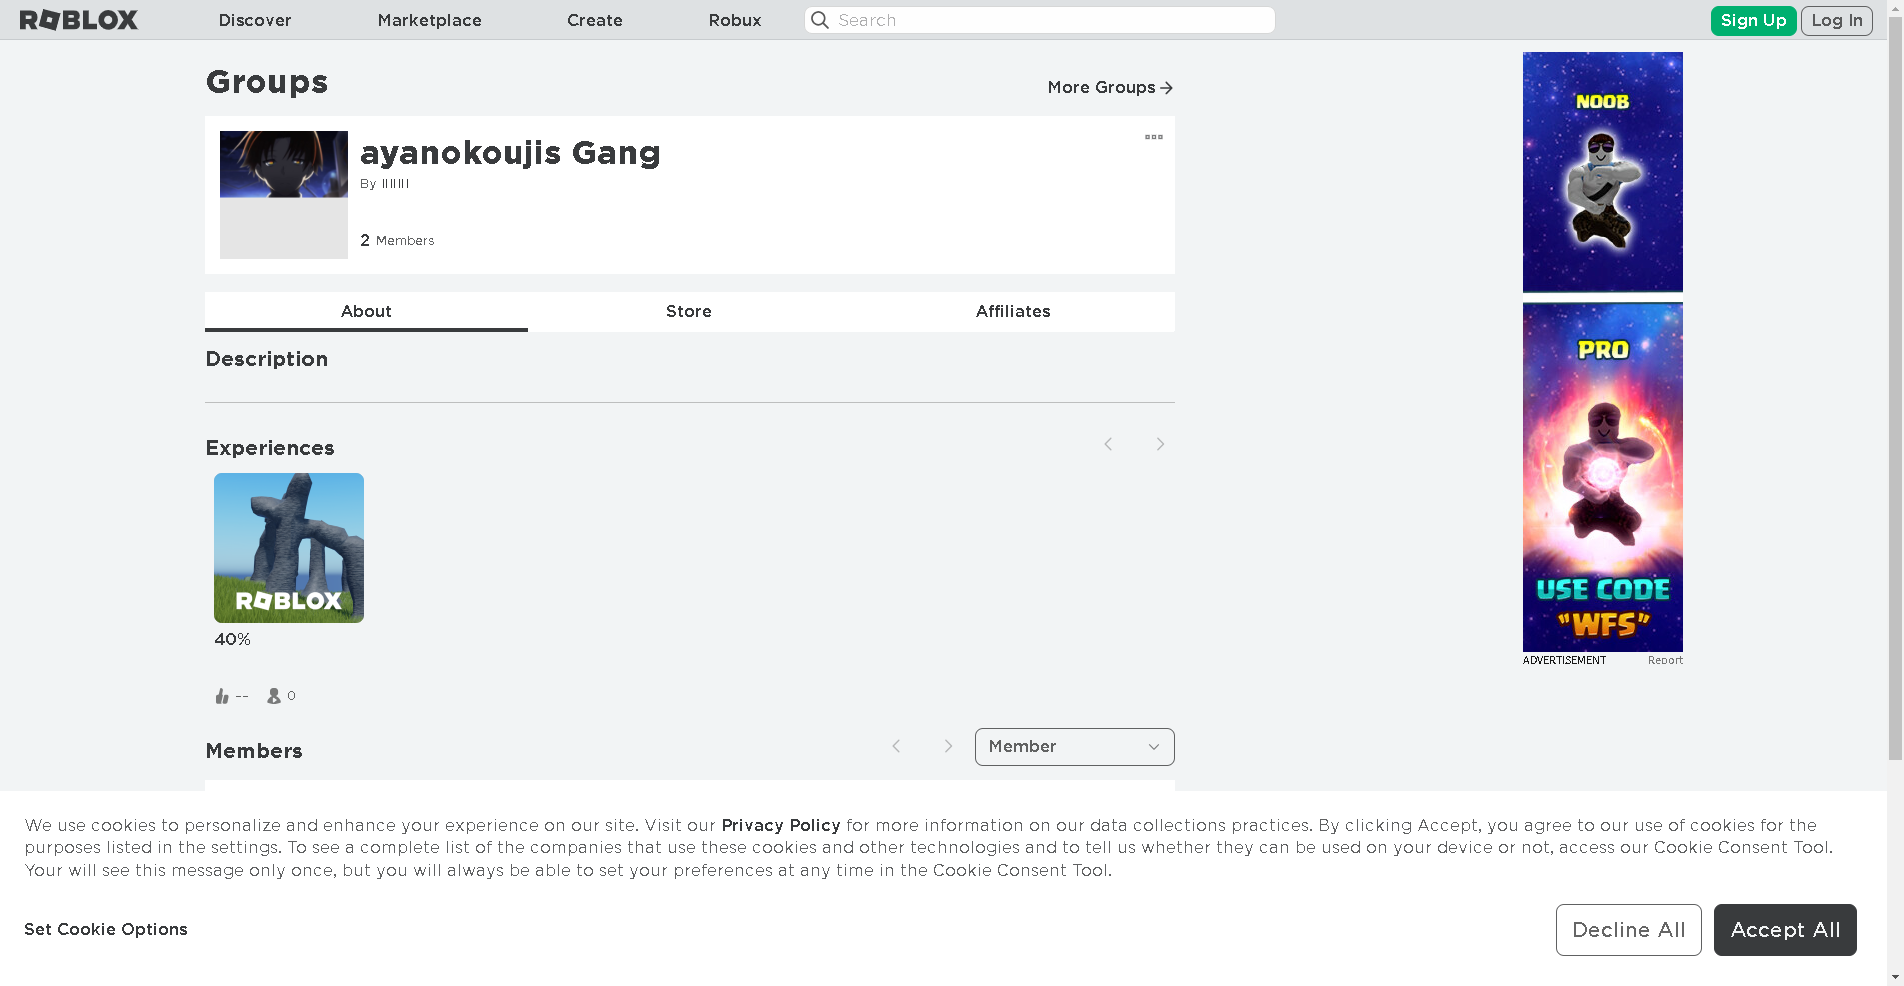 ROBLOX
Discover
Marketplace
Create
Robux
Search
Sign Up
Log In
Groups
More Groups
ayanokoujis Gang
By
2 Members
About
Store
Affiliates
Description
Experiences
ROBLOX
40%
--
0
Members
Member
NOOB
PRO
USE CODE
"WFS"
ADVERTISEMENT
Report
We use cookies to personalize and enhance your experience on our site. Visit our Privacy Policy for more information on our data collections practices. By clicking Accept, you agree to our use of cookies for the
purposes listed in the settings. To see a complete list of the companies that use these cookies and other technologies and to tell us whether they can be used on your device or not, access our Cookie Consent Tool.
Your will see this message only once, but you will always be able to set your preferences at any time in the Cookie Consent Tool.
Set Cookie Options
Decline All
Accept All